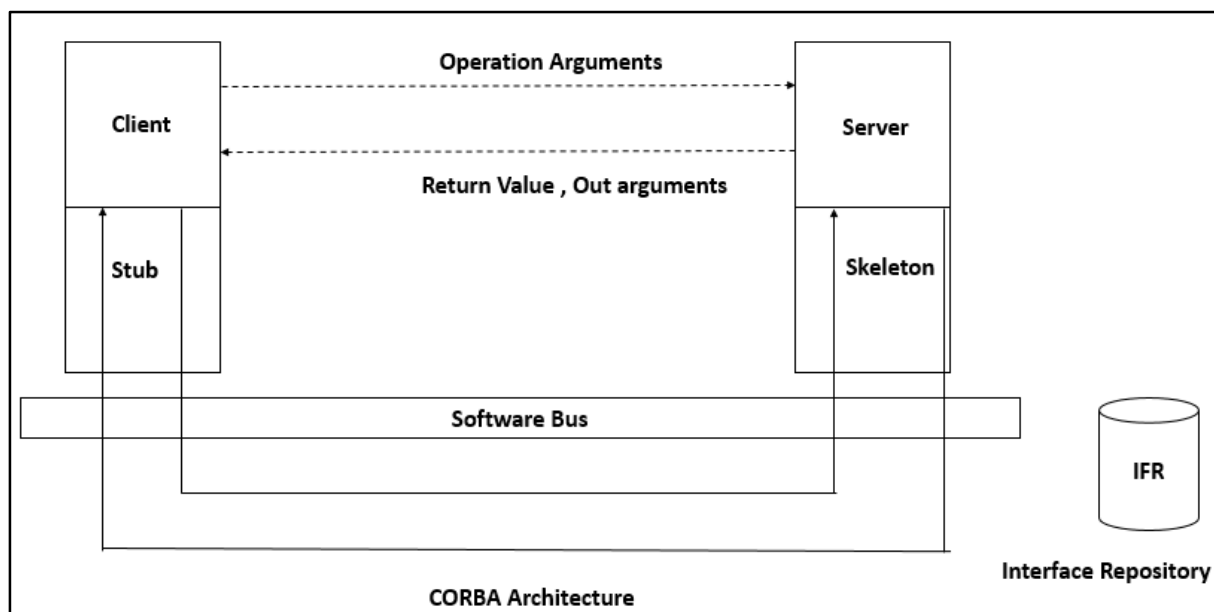 Operation Arguments
Client
Server
Return Value , Out arguments
Stub
Skeleton
Software Bus
IFR
Interface Repository
CORBA Architecture